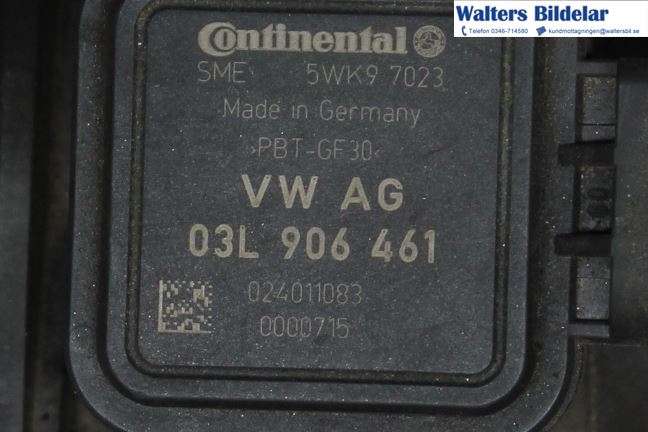 Walters Bildelar
Telefon 0346-714580 kundmottagningen@waltersbil.se
Continental
SME 5WK9 7023
Made in Germany
>PBT-GF30<
VW AG
03L 906 461
024011083
0000715